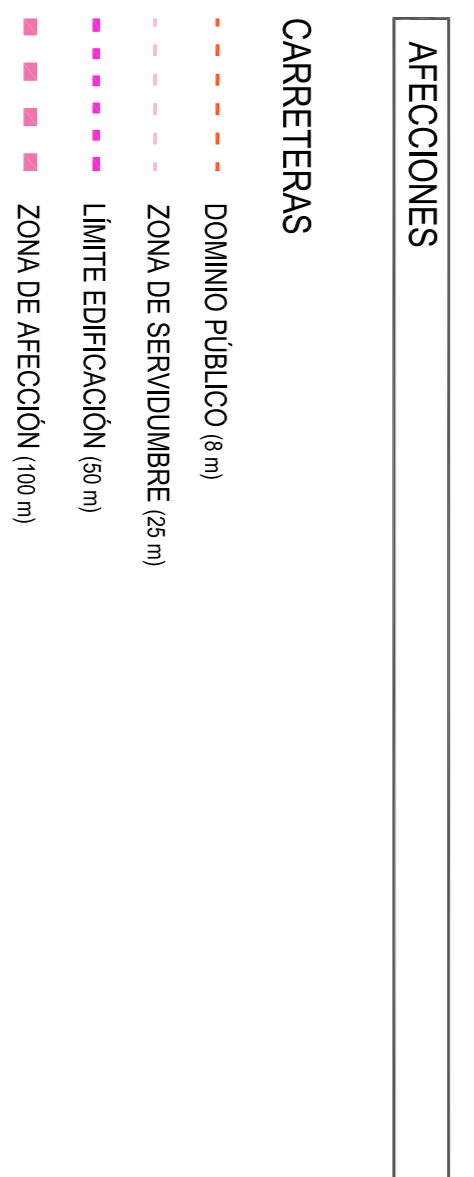 AFECCIONES
CARRETERAS
DOMINIO PÚBLICO (8 m)
ZONA DE SERVIDUMBRE (25 m)
LÍMITE EDIFICACIÓN (50 m)
ZONA DE AFECCIÓN (100 m)